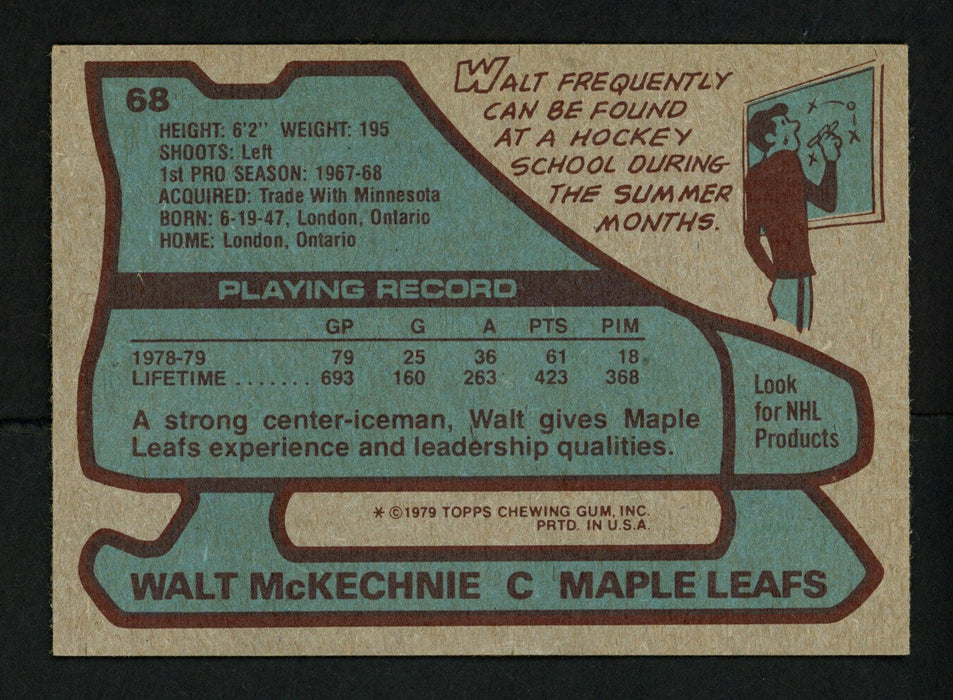 68
HEIGHT: 6'2" WEIGHT: 195
SHOOTS: Left
1st PRO SEASON: 1967-68
ACQUIRED: Trade With Minnesota
BORN: 6-19-47, London, Ontario
HOME: London, Ontario
WALT FREQUENTLY
CAN BE FOUND
AT A HOCKEY
SCHOOL DURING
THE SUMMER
MONTHS.
PLAYING RECORD
GP G A PTS PIM
1978-79 79 25 36 61 18
LIFETIME ....... 693 160 263 423 368
A strong center-iceman, Walt gives Maple
Leafs experience and leadership qualities.
Look
for NHL
Products
* © 1979 TOPPS CHEWING GUM, INC.
PRTD. IN U.S.A.
WALT McKECHNIE C MAPLE LEAFS